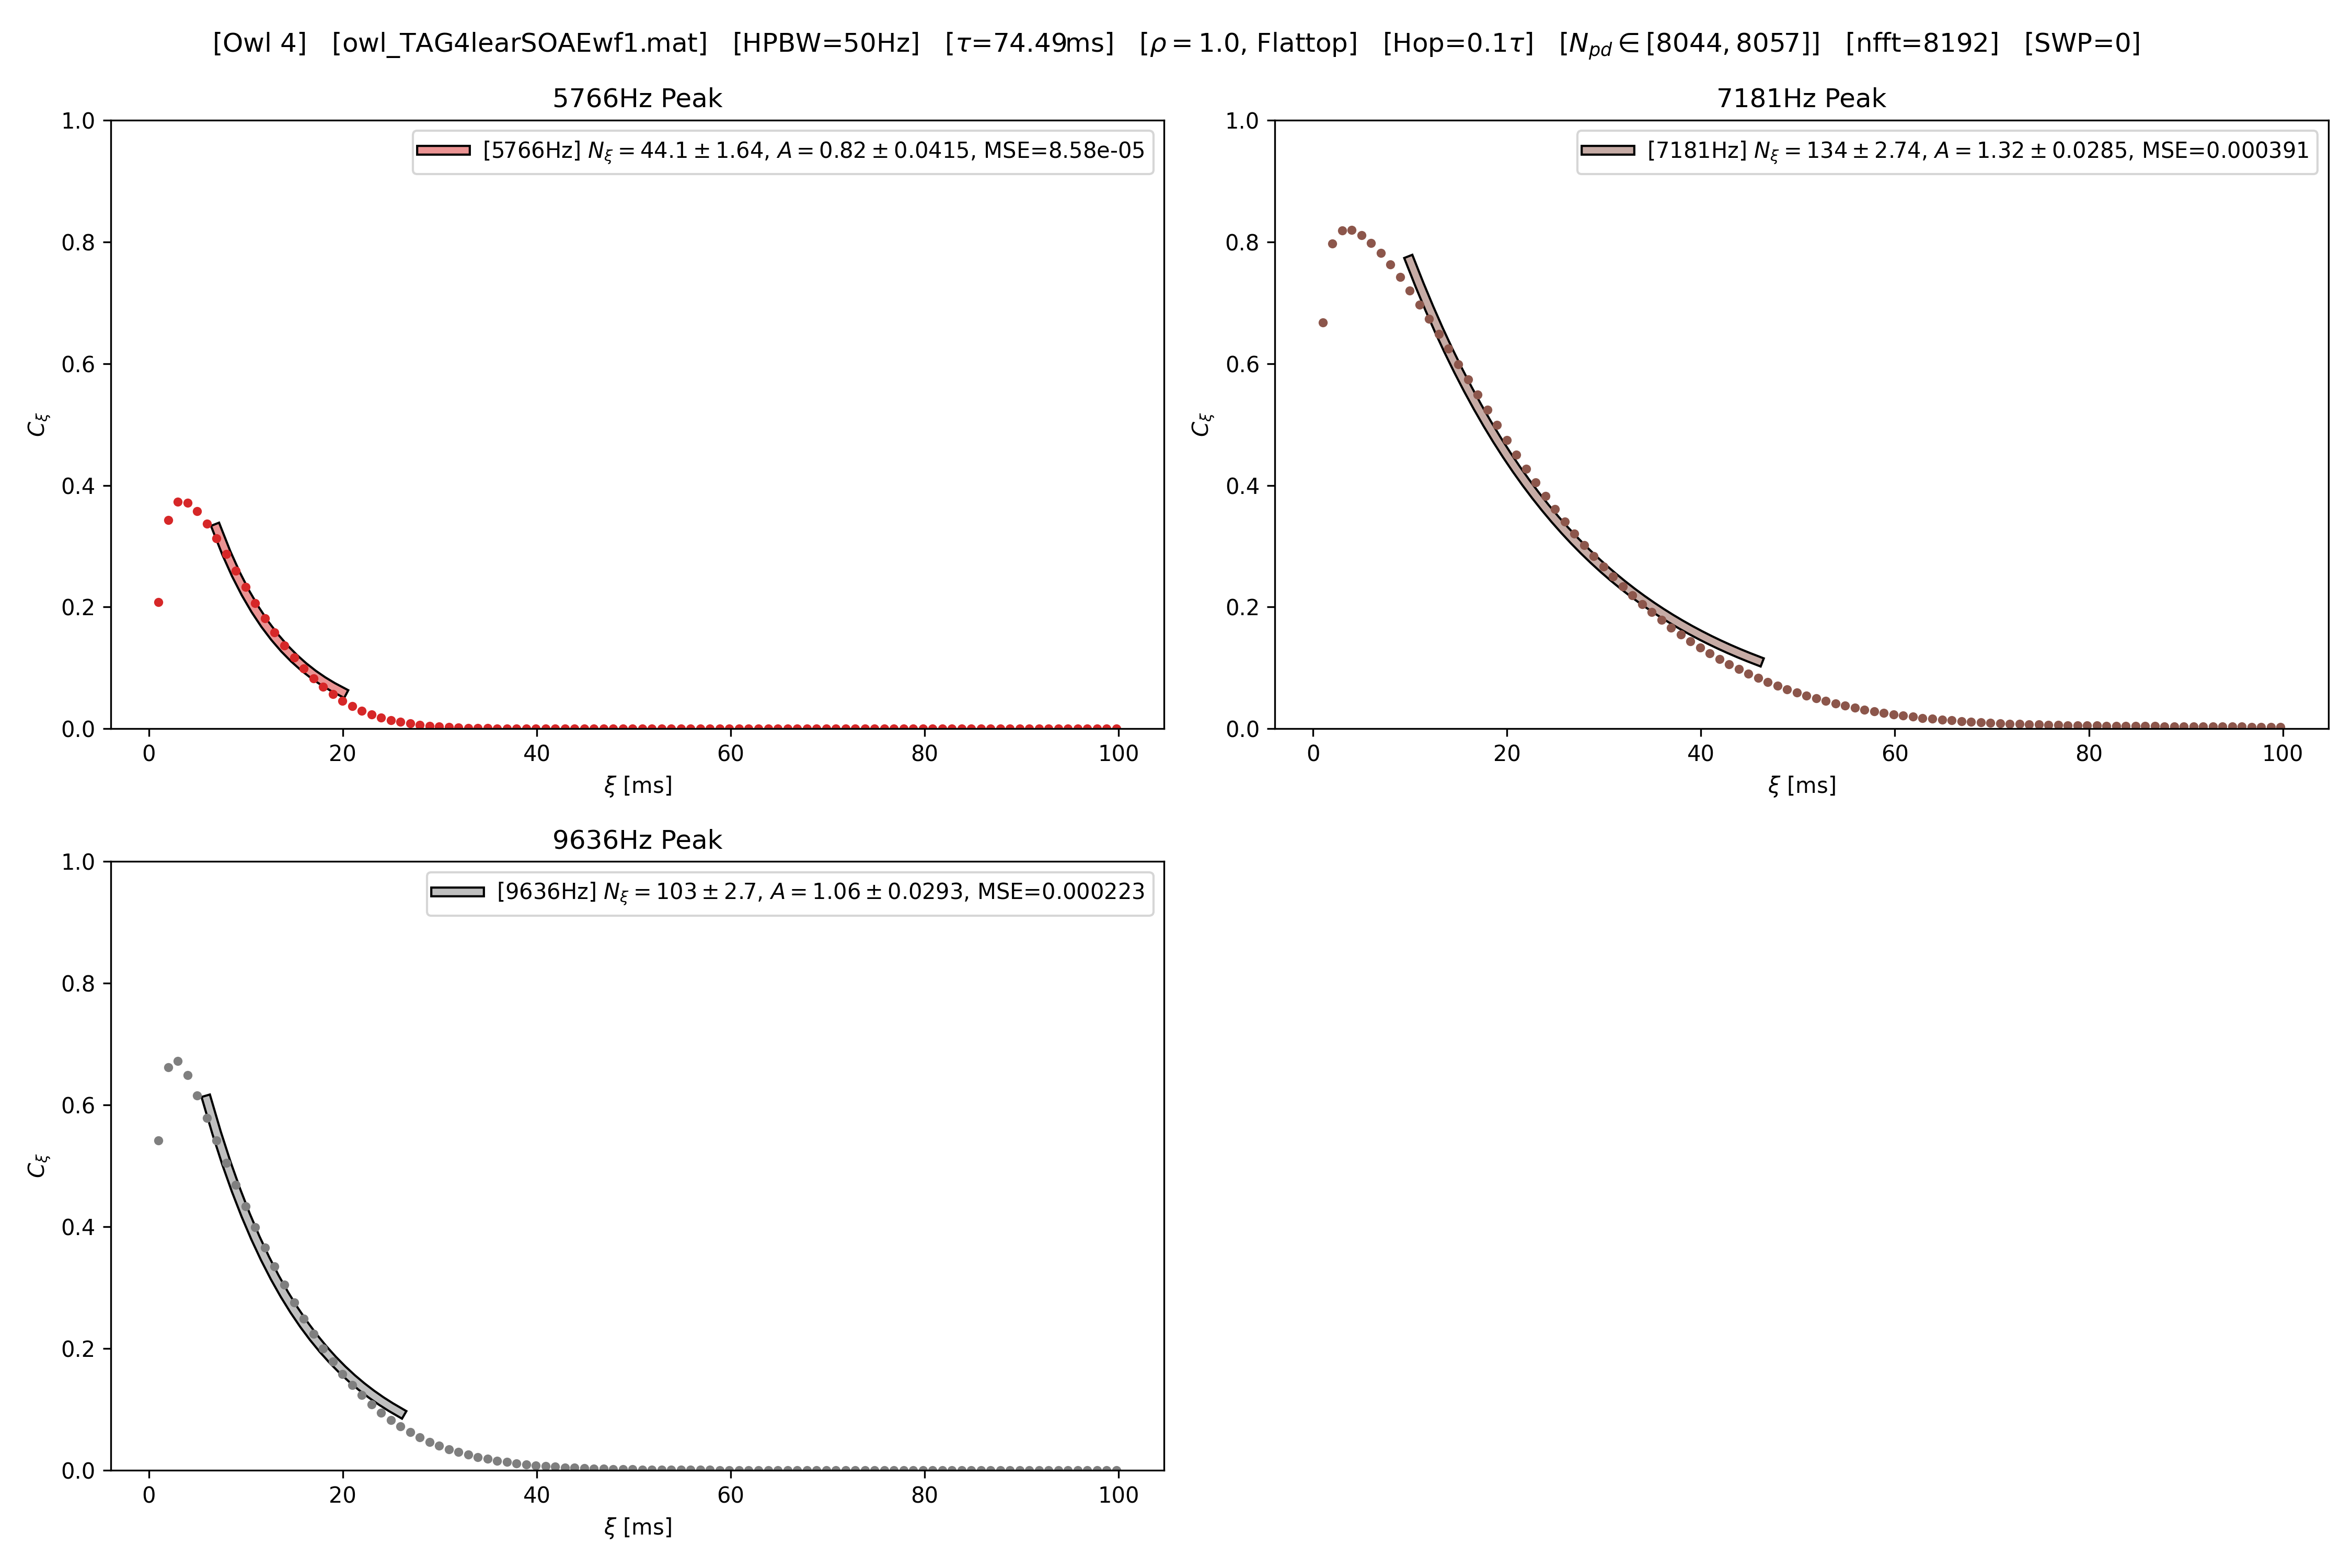 [Owl 4] [owl_TAG4learSOAEwf1.mat] [HPBW=50Hz] [τ=74.49ms] [ρ = 1.0, Flattop] [Hop=0.1τ] [N_pd ∈ [8044, 8057]] [nfft=8192] [SWP=0]
5766Hz Peak
[5766Hz] N_ξ = 44.1 ± 1.64, A = 0.82 ± 0.0415, MSE=8.58e-05
1.0
0.8
0.6
0.4
0.2
0.0
C_ξ
0 20 40 60 80 100
ξ [ms]
7181Hz Peak
[7181Hz] N_ξ = 134 ± 2.74, A = 1.32 ± 0.0285, MSE=0.000391
1.0
0.8
0.6
0.4
0.2
0.0
C_ξ
0 20 40 60 80 100
ξ [ms]
9636Hz Peak
[9636Hz] N_ξ = 103 ± 2.7, A = 1.06 ± 0.0293, MSE=0.000223
1.0
0.8
0.6
0.4
0.2
0.0
C_ξ
0 20 40 60 80 100
ξ [ms]